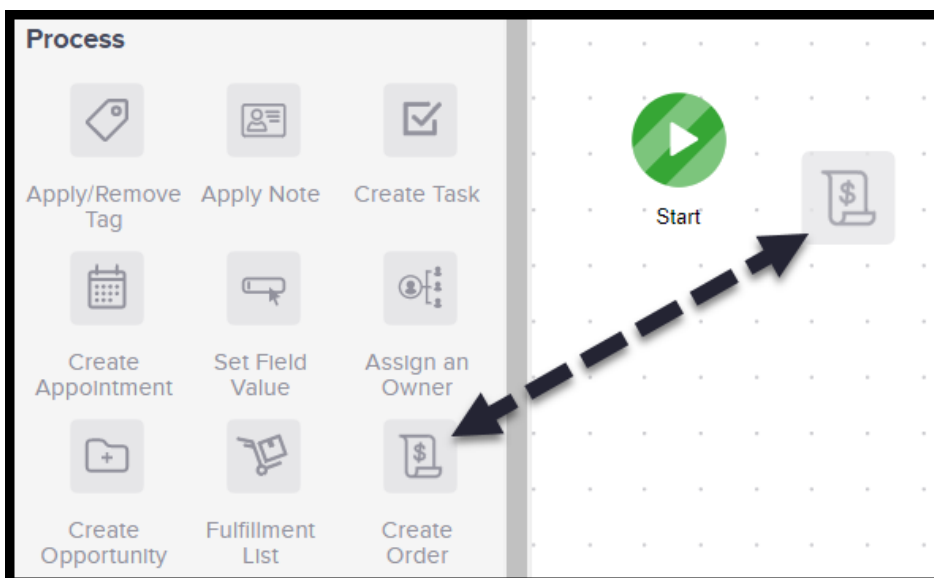 Process
Apply/Remove Tag
Apply Note
Create Task
Start
Create Appointment
Set Field Value
Assign an Owner
Create Opportunity
Fulfillment List
Create Order